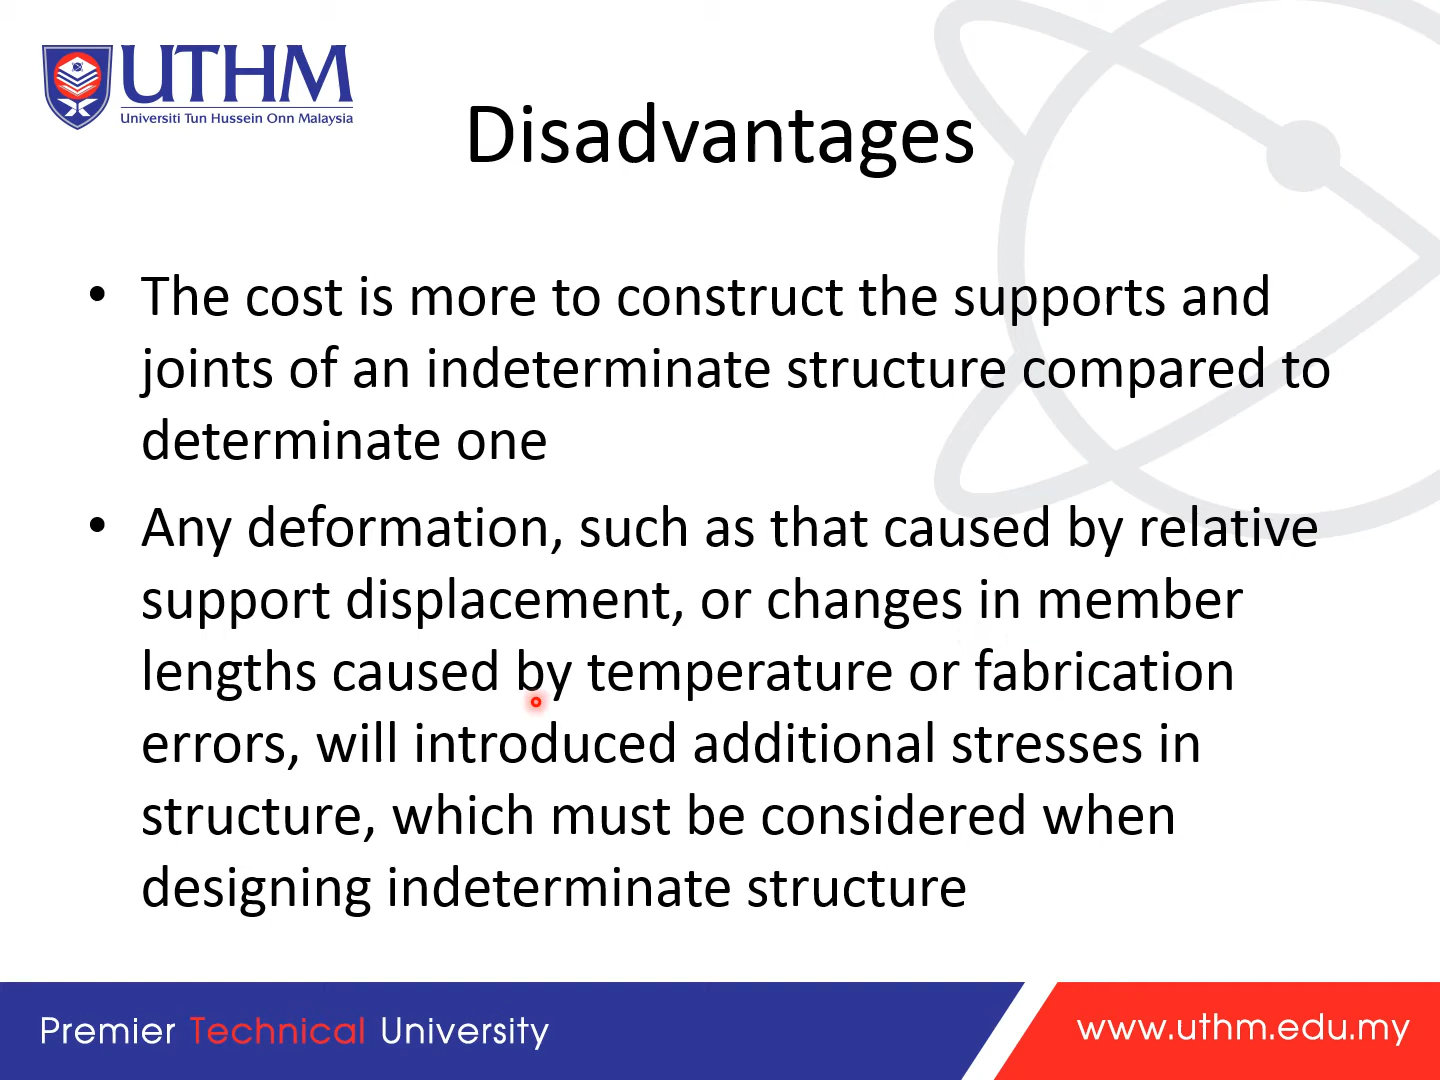 UTHM
Universiti Tun Hussein Onn Malaysia
Disadvantages
• The cost is more to construct the supports and
joints of an indeterminate structure compared to
determinate one
• Any deformation, such as that caused by relative
support displacement, or changes in member
lengths caused by temperature or fabrication
errors, will introduced additional stresses in
structure, which must be considered when
designing indeterminate structure
Premier Technical University
www.uthm.edu.my